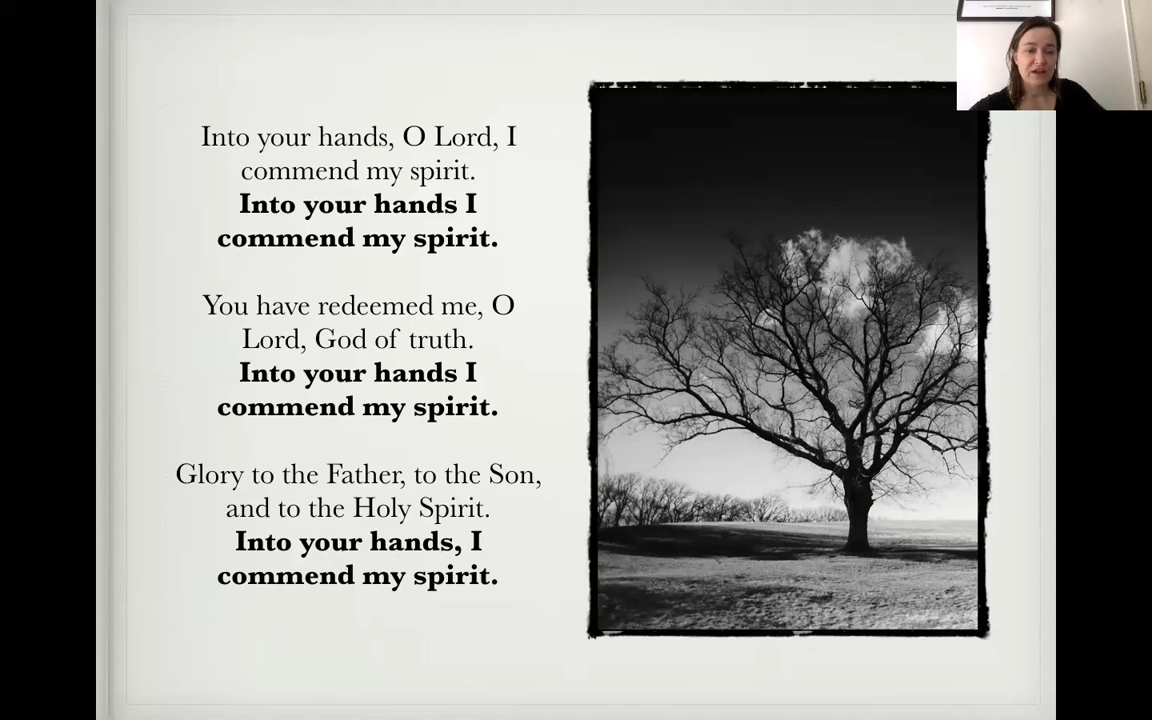 Into your hands, O Lord, I
commend my spirit.
Into your hands I
commend my spirit.
You have redeemed me, O
Lord, God of truth.
Into your hands I
commend my spirit.
Glory to the Father, to the Son,
and to the Holy Spirit.
Into your hands, I
commend my spirit.